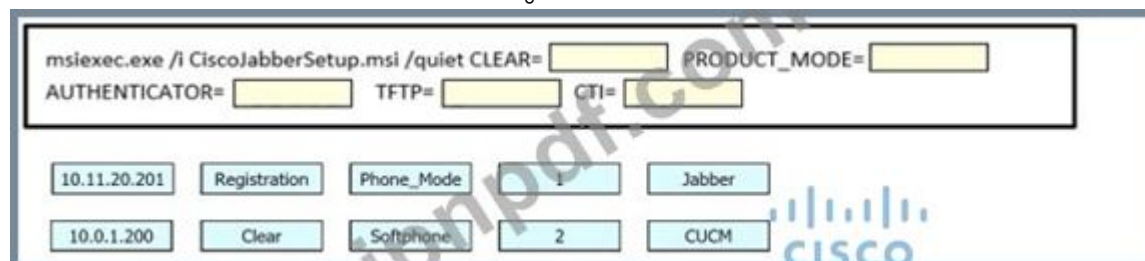 msiexec.exe /i CiscoJabberSetup.msi /quiet CLEAR= PRODUCT_MODE=
AUTHENTICATOR= TFTP= CTI=
10.11.20.201 Registration Phone_Mode 1 Jabber
10.0.1.200 Clear Softphone 2 CUCM
CISCO